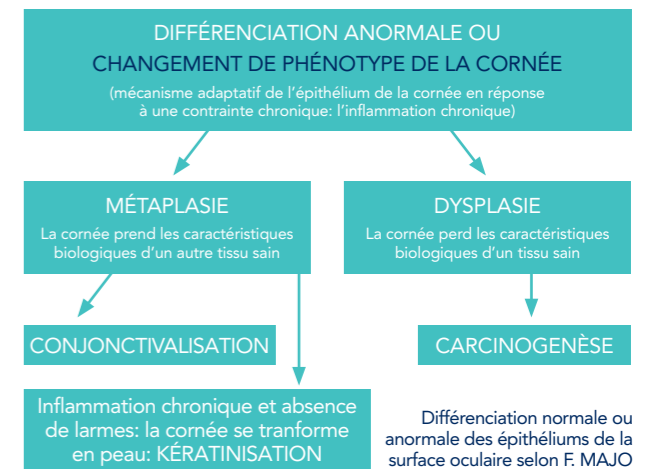 DIFFÉRENCIATION ANORMALE OU
CHANGEMENT DE PHÉNOTYPE DE LA CORNÉE
(mécanisme adaptatif de l'épithélium de la cornée en réponse
à une contrainte chronique: l'inflammation chronique)
MÉTAPLASIE
La cornée prend les caractéristiques
biologiques d'un autre tissu sain
DYSPLASIE
La cornée perd les caractéristiques
biologiques d'un tissu sain
CONJONCTIVALISATION
CARCINOGENÈSE
Inflammation chronique et absence
de larmes: la cornée se tranforme
en peau: KÉRATINISATION
Différenciation normale ou
anormale des épithéliums de la
surface oculaire selon F. MAJO